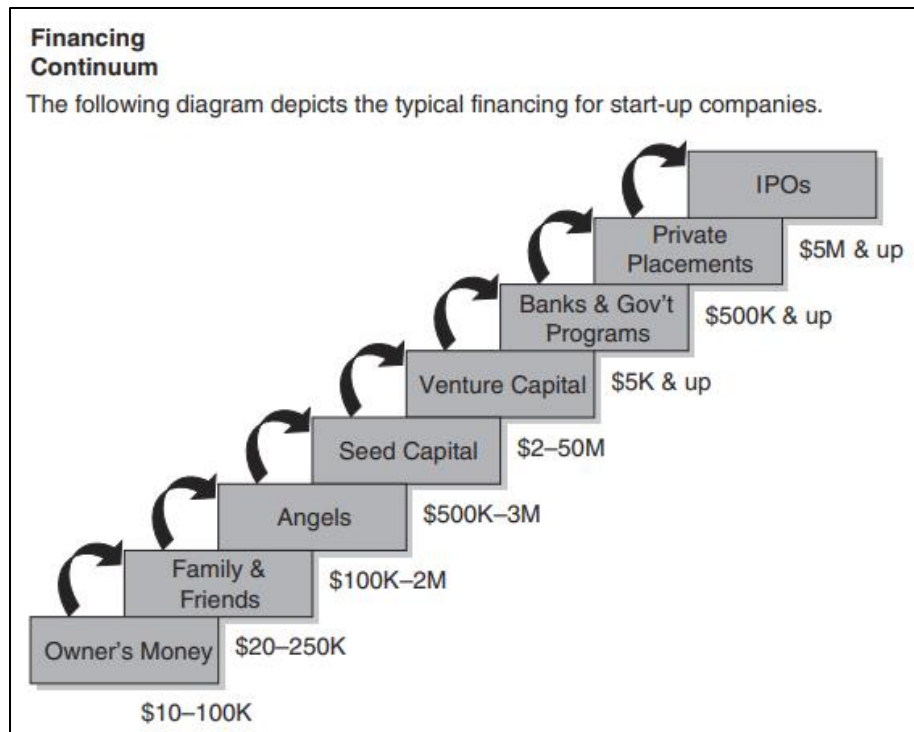 Financing
Continuum
The following diagram depicts the typical financing for start-up companies.
IPOs
Private
Placements
$5M & up
Banks & Gov't
Programs
$500K & up
Venture Capital
$5K & up
Seed Capital
$2–50M
Angels
$500K–3M
Family &
Friends
$100K–2M
Owner's Money
$20–250K
$10–100K